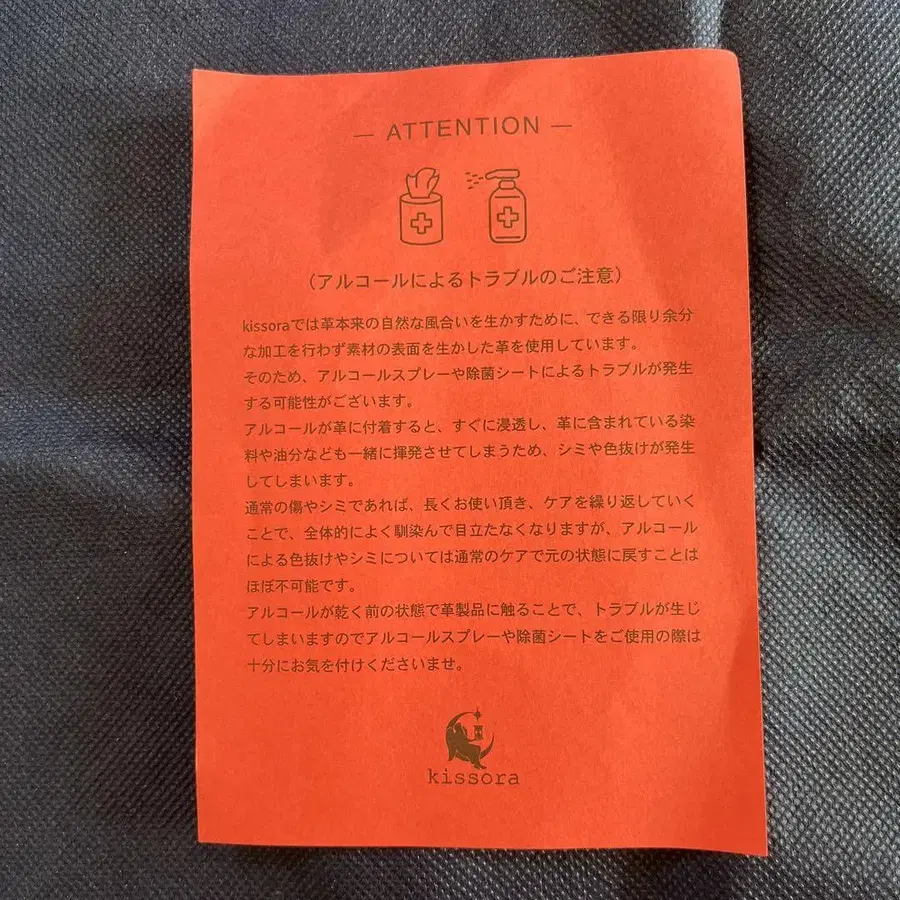 — ATTENTION —
(アルコールによるトラブルのご注意)
kissoraでは革本来の自然な風合いを生かすために、できる限り余分
な加工を行わず素材の表面を生かした革を使用しています。
そのため、アルコールスプレーや除菌シートによるトラブルが発生
する可能性がございます。
アルコールが革に付着すると、すぐに浸透し、革に含まれている染
料や油分なども一緒に揮発させてしまうため、シミや色抜けが発生
してしまいます。
通常の傷やシミであれば、長くお使い頂き、ケアを繰り返していく
ことで、全体的によく馴染んで目立たなくなりますが、アルコール
による色抜けやシミについては通常のケアで元の状態に戻すことは
ほぼ不可能です。
アルコールが乾く前の状態で革製品に触ることで、トラブルが生じ
てしまいますのでアルコールスプレーや除菌シートをご使用の際は
十分にお気を付けくださいませ。
kissora